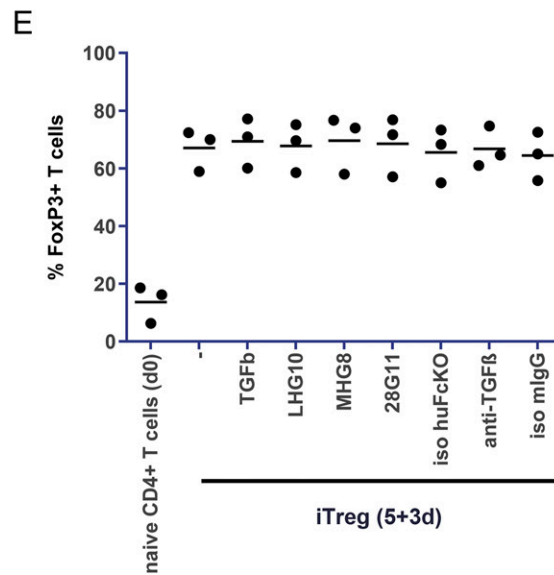 E
% FoxP3+ T cells
100
80
60
40
20
0
naive CD4+ T cells (d0)
-
TGFb
LHG10
MHG8
28G11
iso huFcKO
anti-TGFß
iso mIgG
iTreg (5+3d)